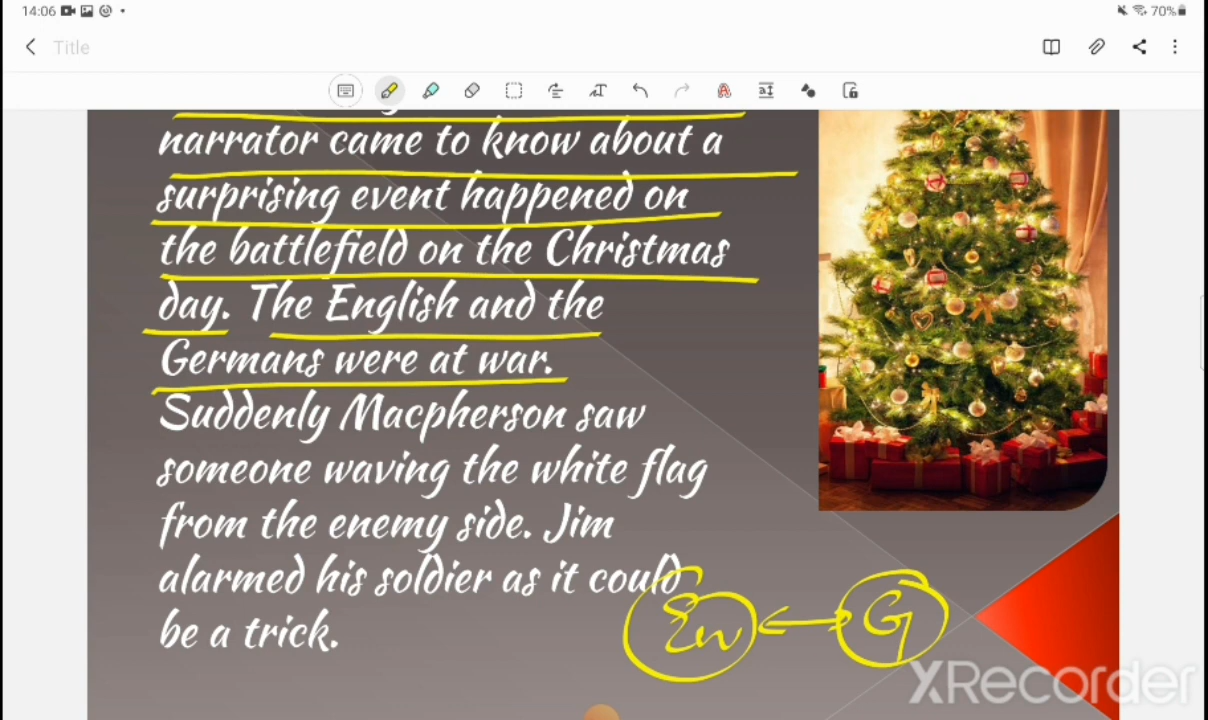 14:06
70%
Title
narrator came to know about a
surprising event happened on
the battlefield on the Christmas
day. The English and the
Germans were at war.
Suddenly Macpherson saw
someone waving the white flag
from the enemy side. Jim
alarmed his soldier as it could
be a trick.
En G
XRecorder